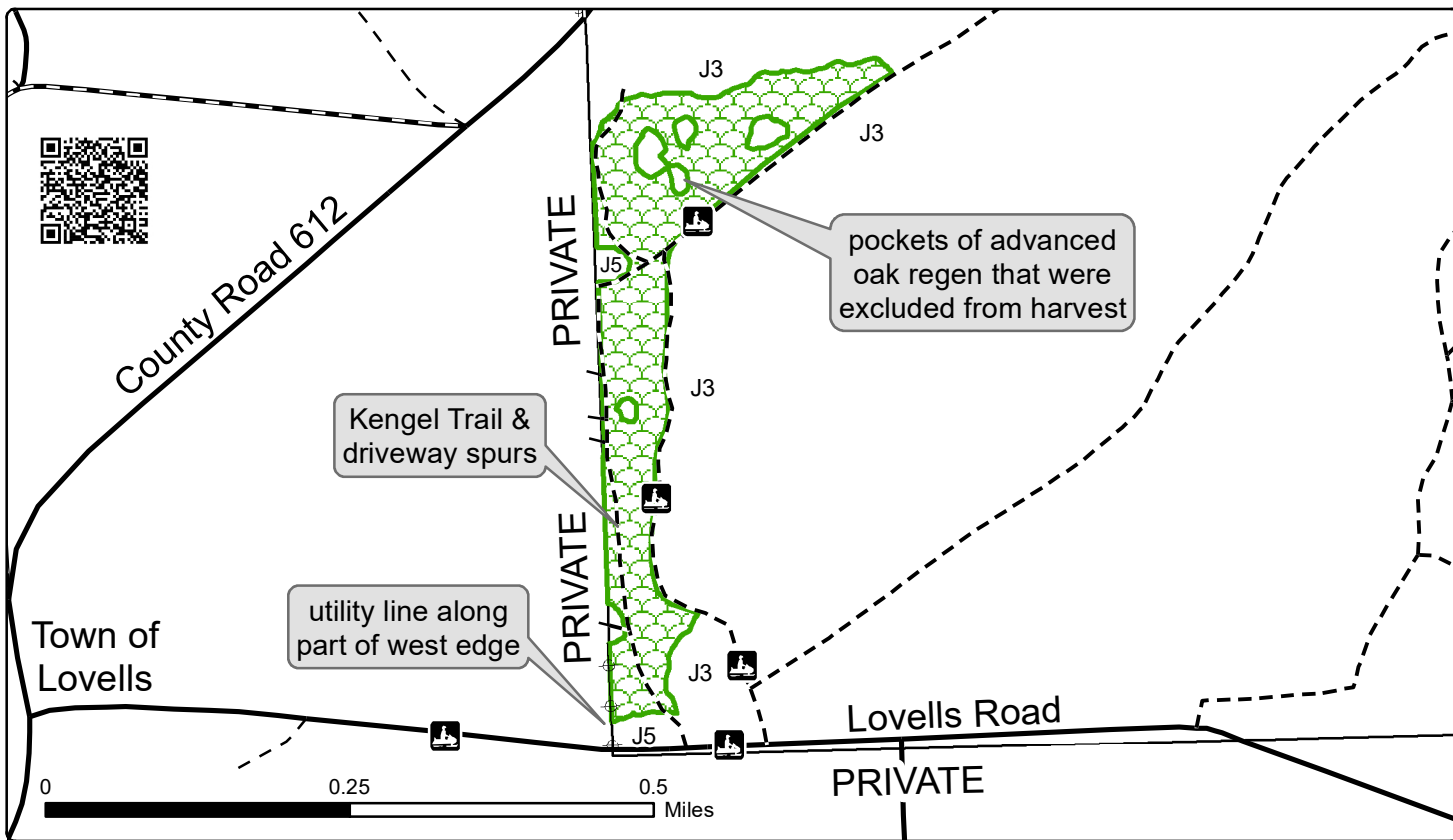 J3
J3
County Road 612
PRIVATE
J5
pockets of advanced
oak regen that were
excluded from harvest
J3
Kengel Trail &
driveway spurs
PRIVATE
utility line along
part of west edge
Town of
Lovells
J3
Lovells Road
J5
PRIVATE
0
0.25
0.5
Miles